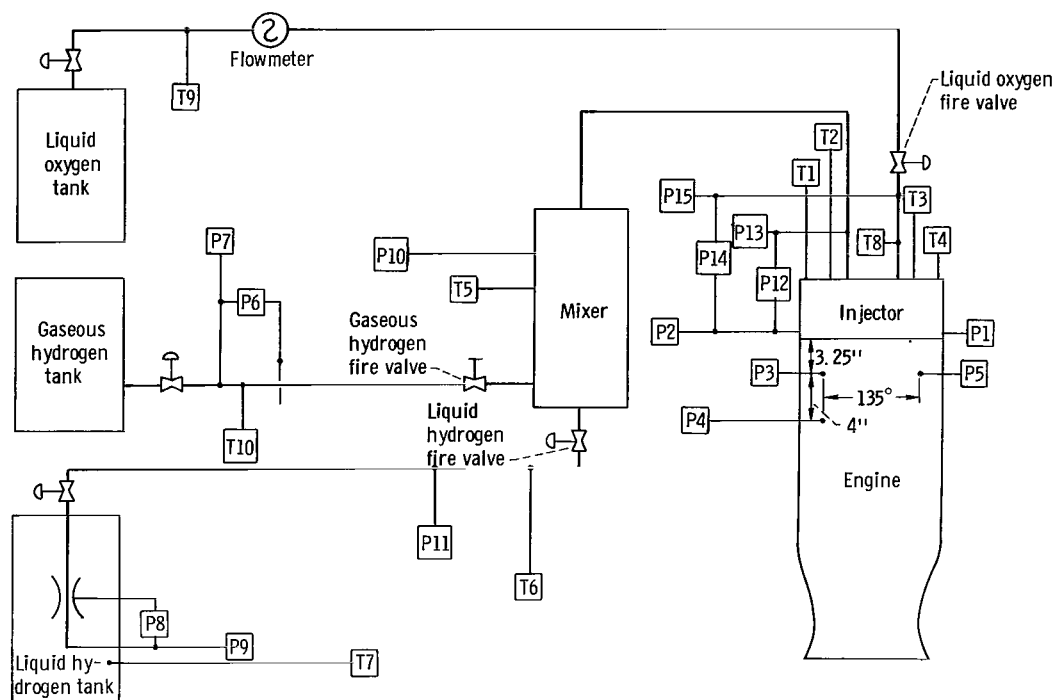 Flowmeter
T9
Liquid
oxygen
tank
Liquid oxygen
fire valve
T2
T1
P15
T3
P7
P10
P13
P14
T8
T4
T5
P12
P6
Gaseous
hydrogen
tank
Gaseous
hydrogen
fire valve
Mixer
P2
Injector
P1
3.25"
P3
135°
P5
4"
P4
T10
Liquid
hydrogen
fire valve
Engine
P11
T6
P8
P9
Liquid hy-
drogen tank
T7